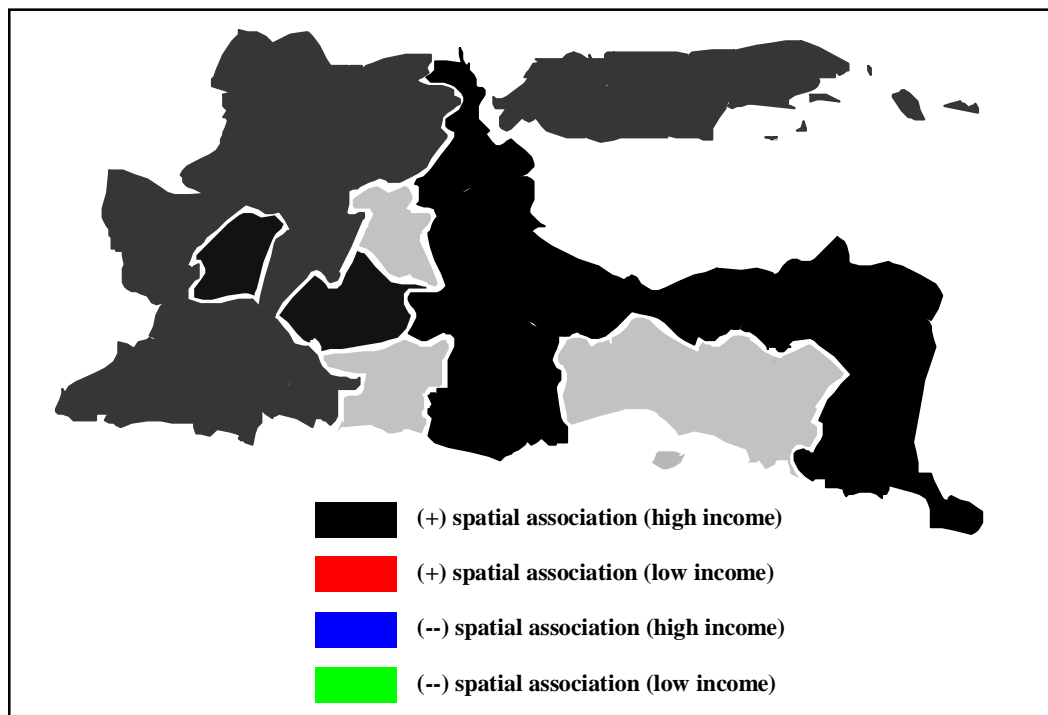 (+) spatial association (high income)
(+) spatial association (low income)
(--) spatial association (high income)
(--) spatial association (low income)